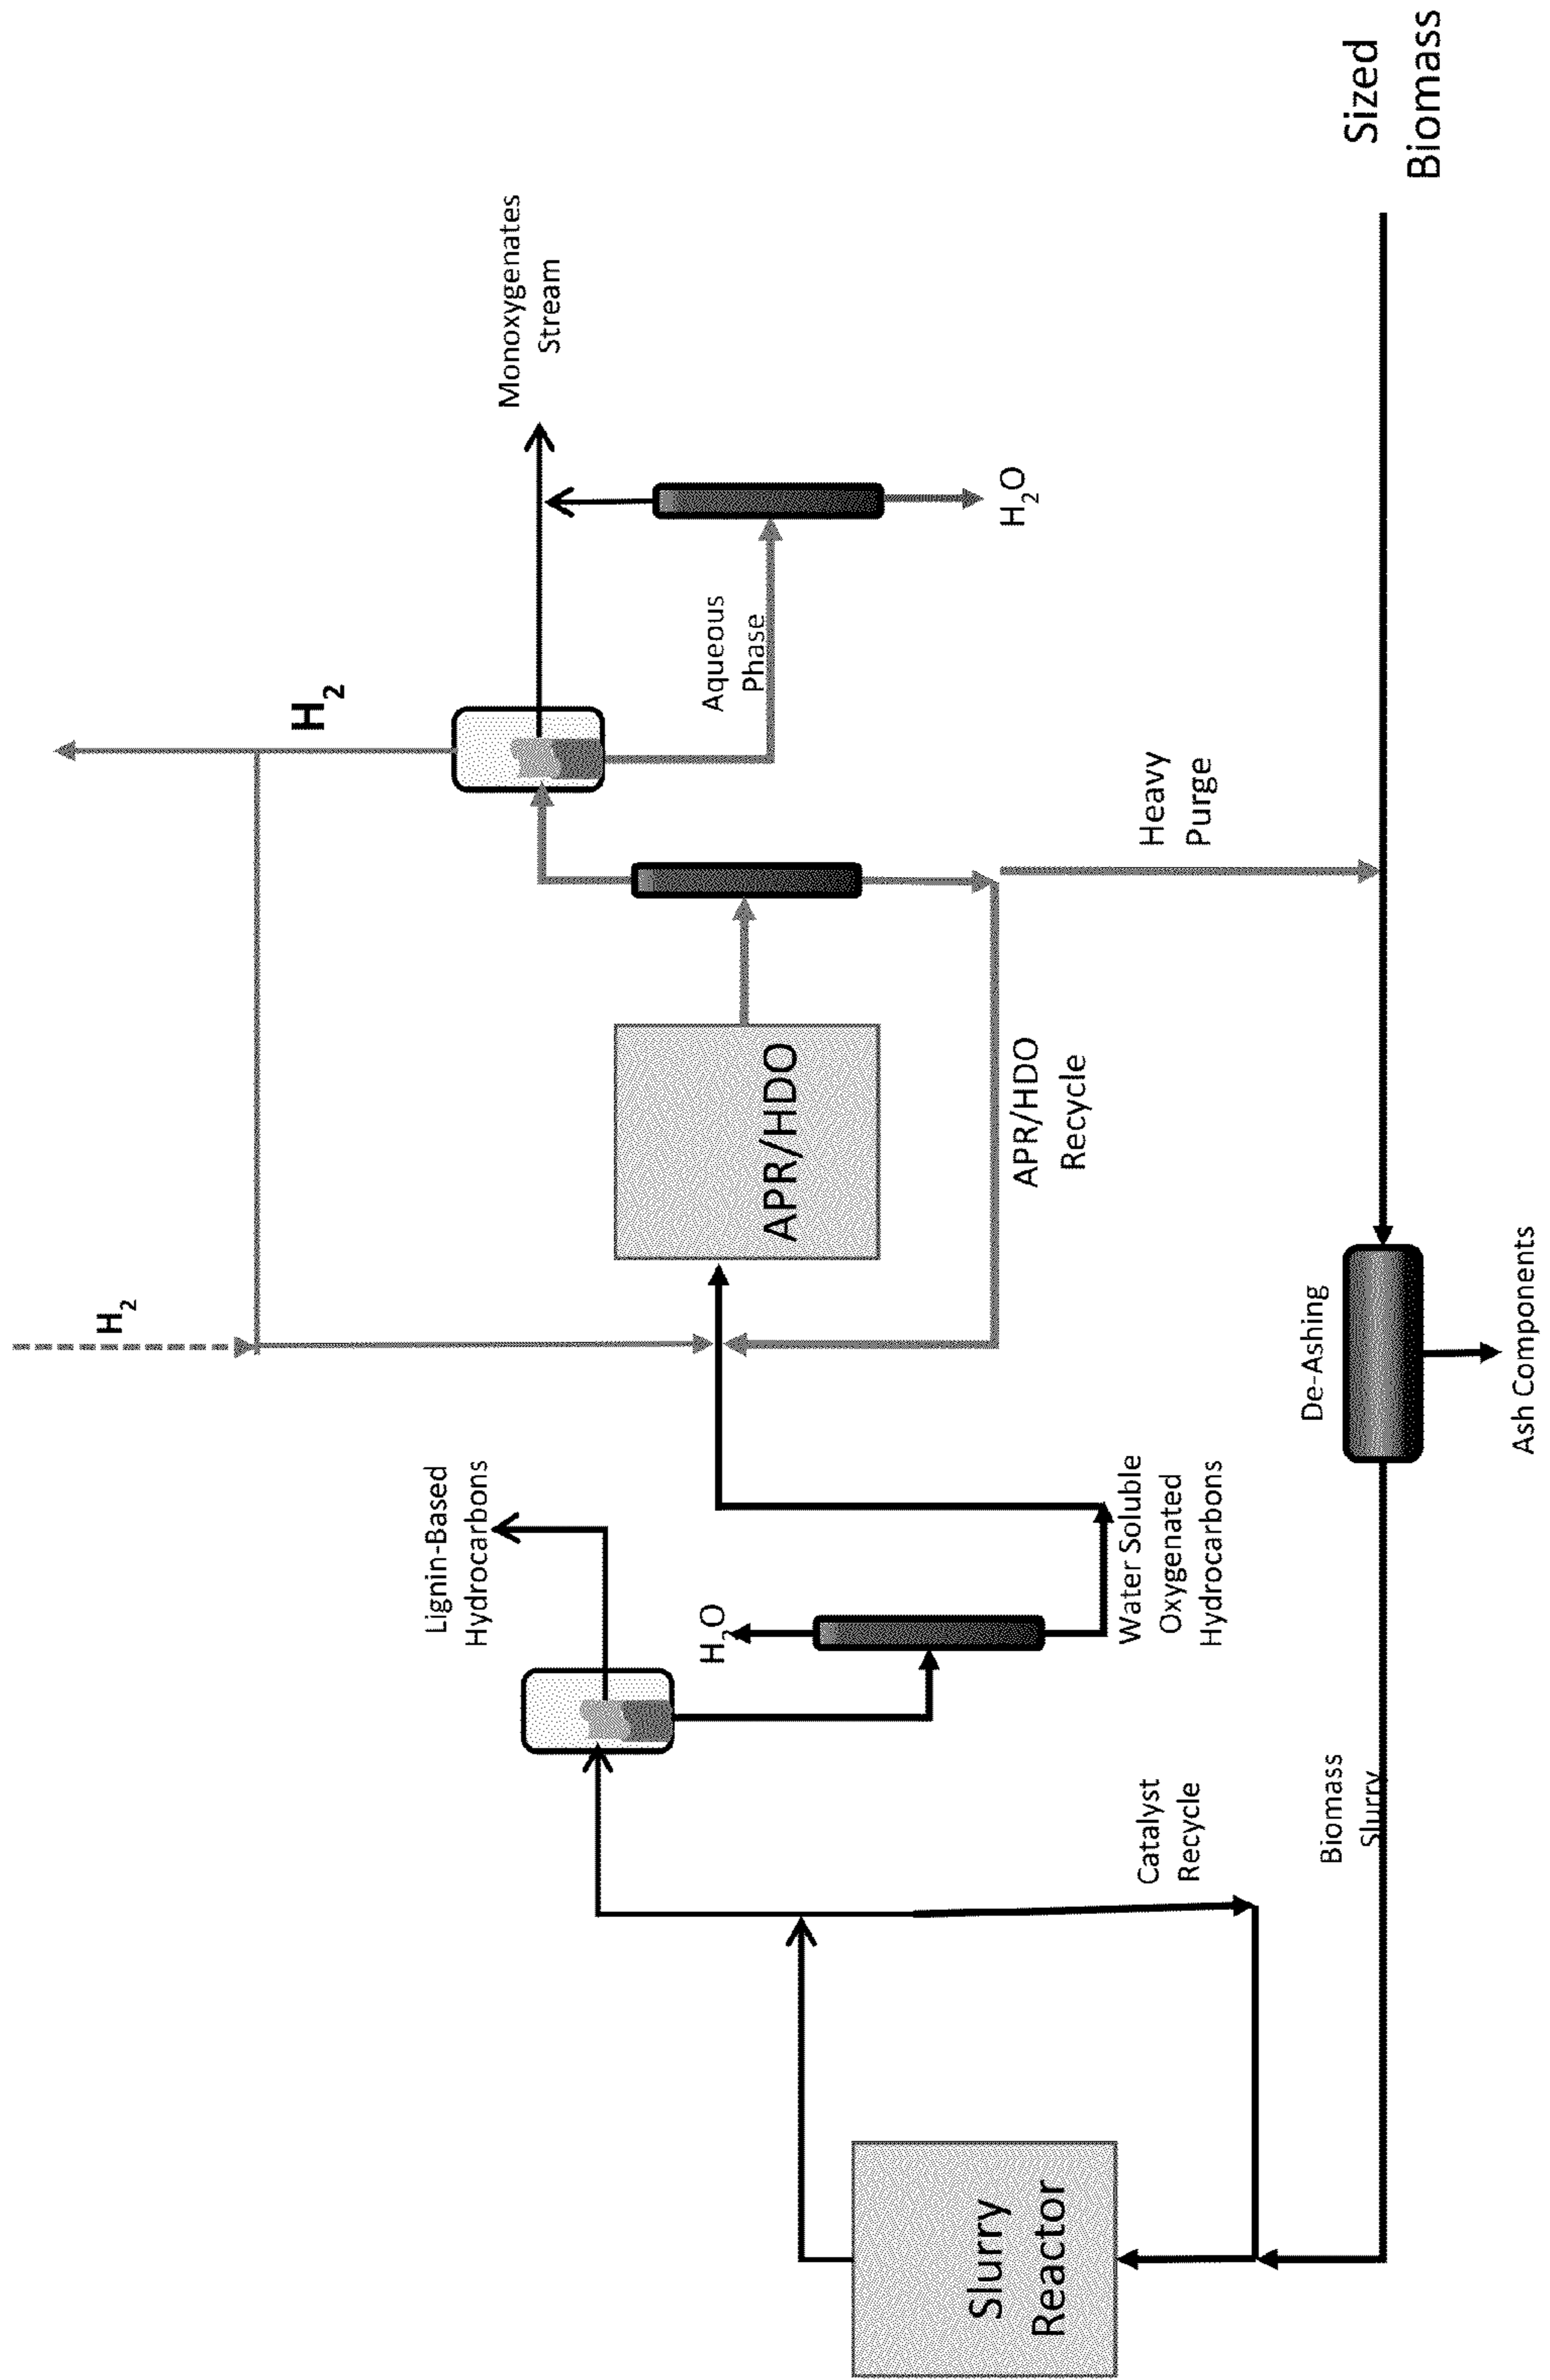 H2
H2
Monoxygenates
Stream
Lignin-Based
Hydrocarbons
Aqueous
Phase
H2O
H2O
APR/HDO
APR/HDO
Recycle
Heavy
Purge
Water Soluble
Oxygenated
Hydrocarbons
Slurry
Reactor
Catalyst
Recycle
Biomass
Slurry
De-Ashing
Ash Components
Sized
Biomass